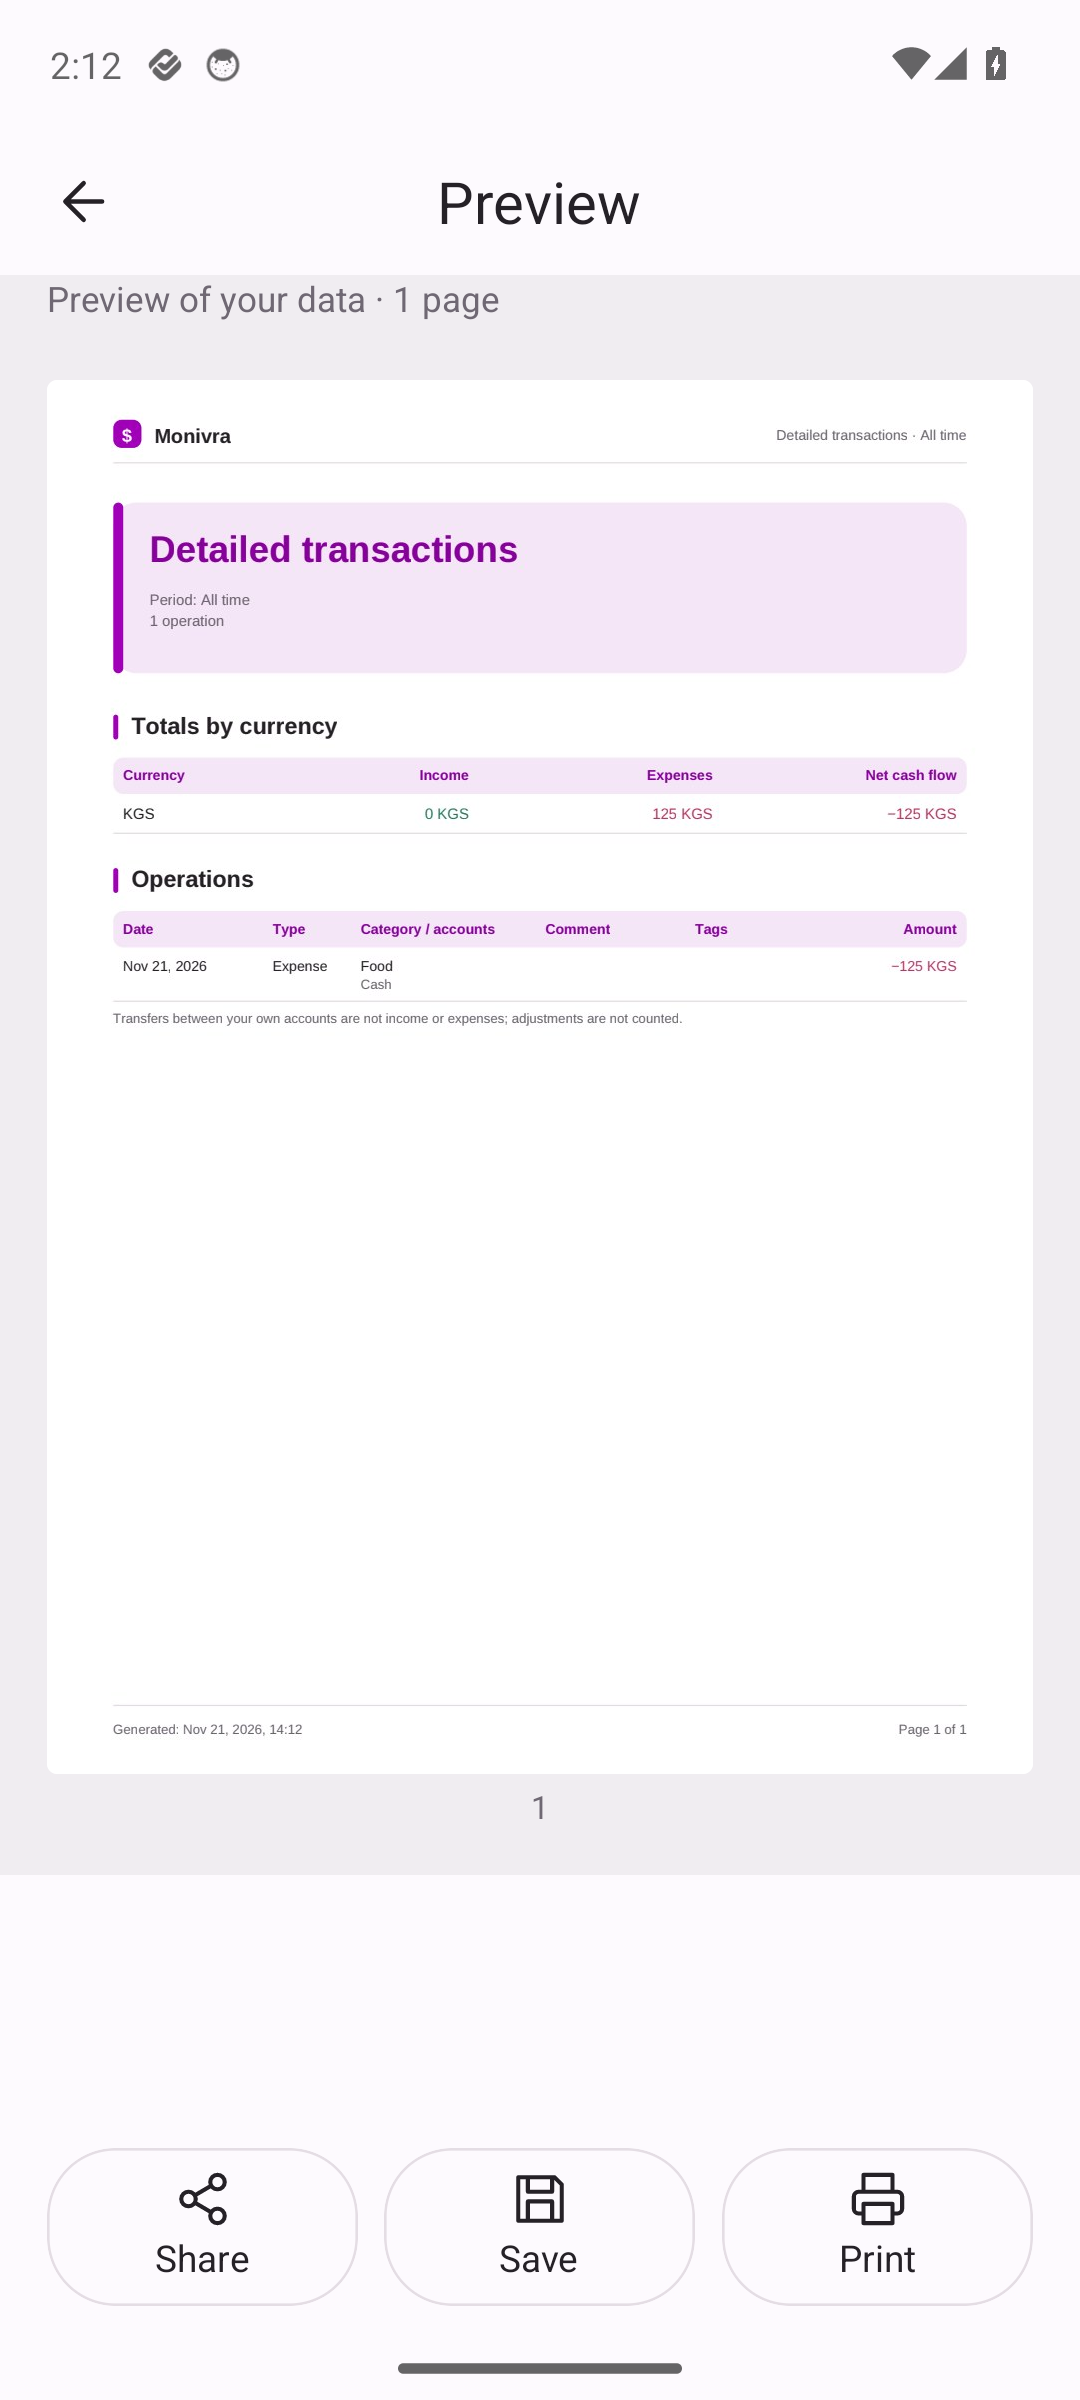 2:12
Preview
Preview of your data · 1 page
$ Monivra
Detailed transactions · All time
Detailed transactions
Period: All time
1 operation
Totals by currency
Currency Income Expenses Net cash flow
KGS 0 KGS 125 KGS −125 KGS
Operations
Date Type Category / accounts Comment Tags Amount
Nov 21, 2026 Expense Food −125 KGS
Cash
Transfers between your own accounts are not income or expenses; adjustments are not counted.
Generated: Nov 21, 2026, 14:12 Page 1 of 1
1
Share Save Print